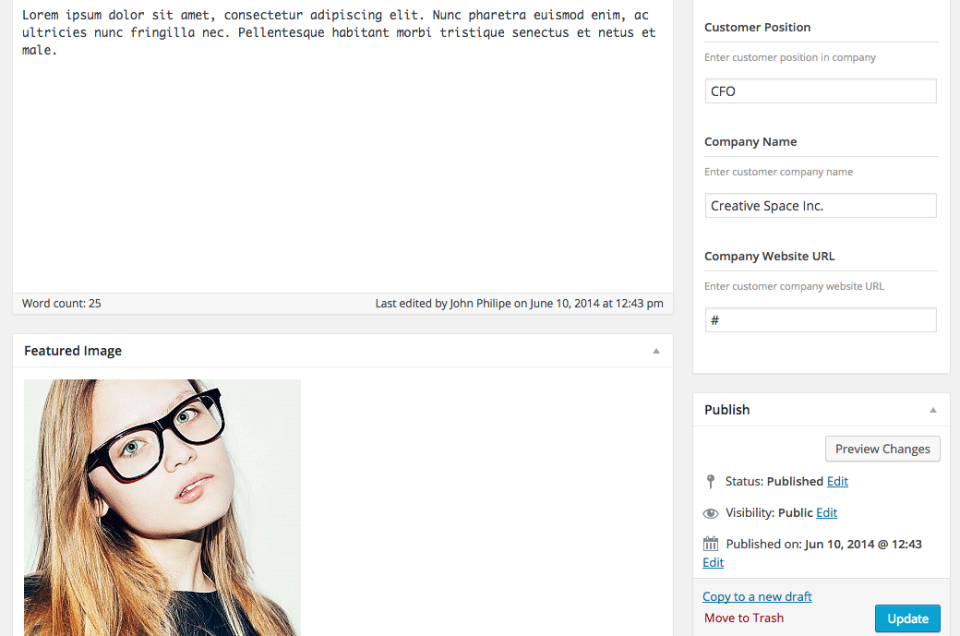 Lorem ipsum dolor sit amet, consectetur adipiscing elit. Nunc pharetra euismod enim, ac
ultricies nunc fringilla nec. Pellentesque habitant morbi tristique senectus et netus et
male.
Word count: 25
Last edited by John Philipe on June 10, 2014 at 12:43 pm
Featured Image
Customer Position
Enter customer position in company
CFO
Company Name
Enter customer company name
Creative Space Inc.
Company Website URL
Enter customer company website URL
#
Publish
Preview Changes
Status: Published Edit
Visibility: Public Edit
Published on: Jun 10, 2014 @ 12:43
Edit
Copy to a new draft
Move to Trash
Update